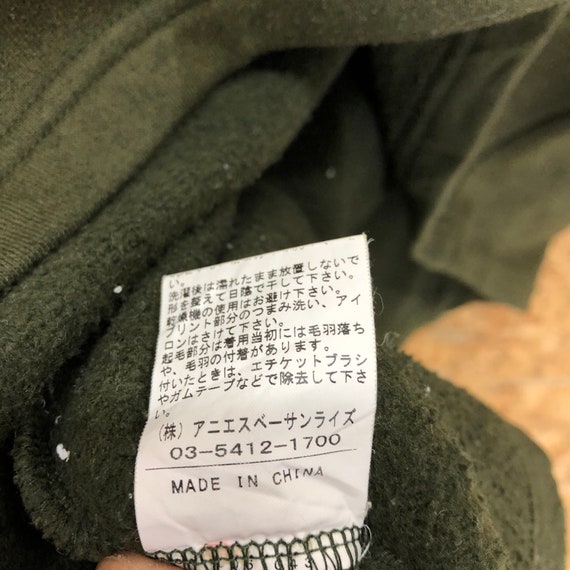 い。
洗濯後は濡れたまま放置しないで
形を整えて日陰で干して下さい。
乾燥機の使用はお避け下さい。
プリント部分のつまみ洗い、アイ
ロンはさけて下さい。
起毛部分は着用当初には毛羽落ち
や、毛羽の付着があります。
付いたときは、エチケットブラシ
やガムテープなどで除去して下さ
い。
(株)アニエスベーサンライズ
03-5412-1700
MADE IN CHINA